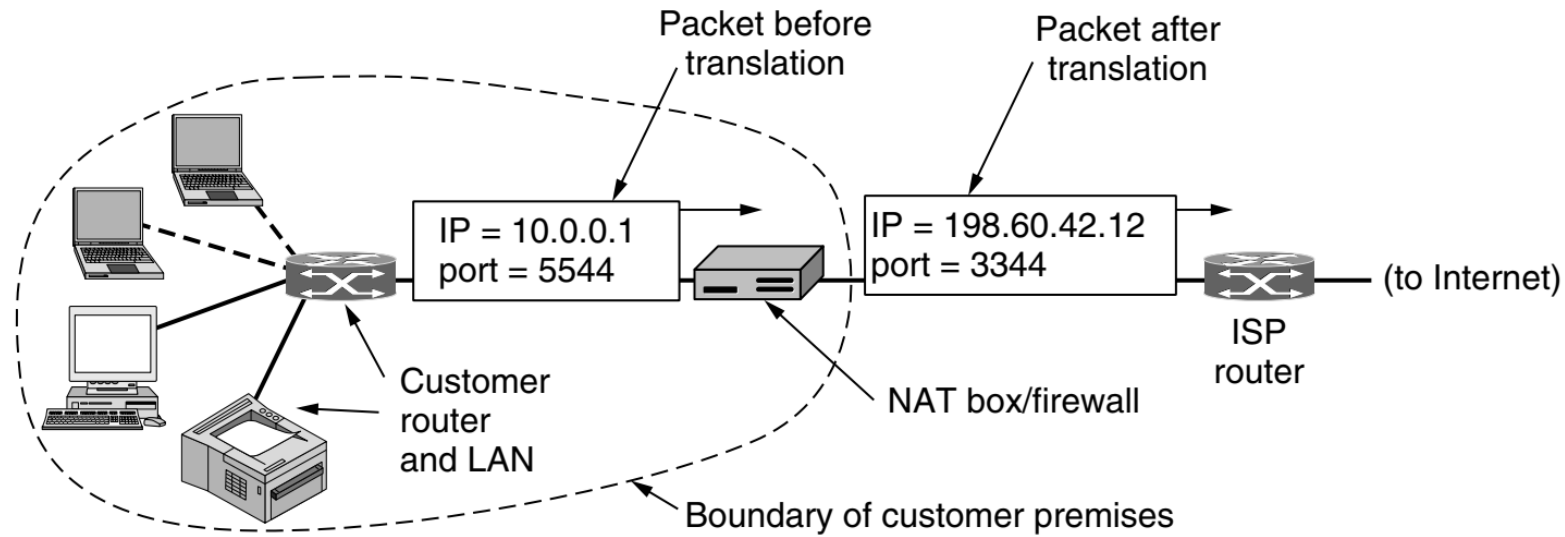 Packet before
translation
Packet after
translation
IP = 10.0.0.1
port = 5544
IP = 198.60.42.12
port = 3344
(to Internet)
ISP
router
Customer
router
and LAN
NAT box/firewall
Boundary of customer premises